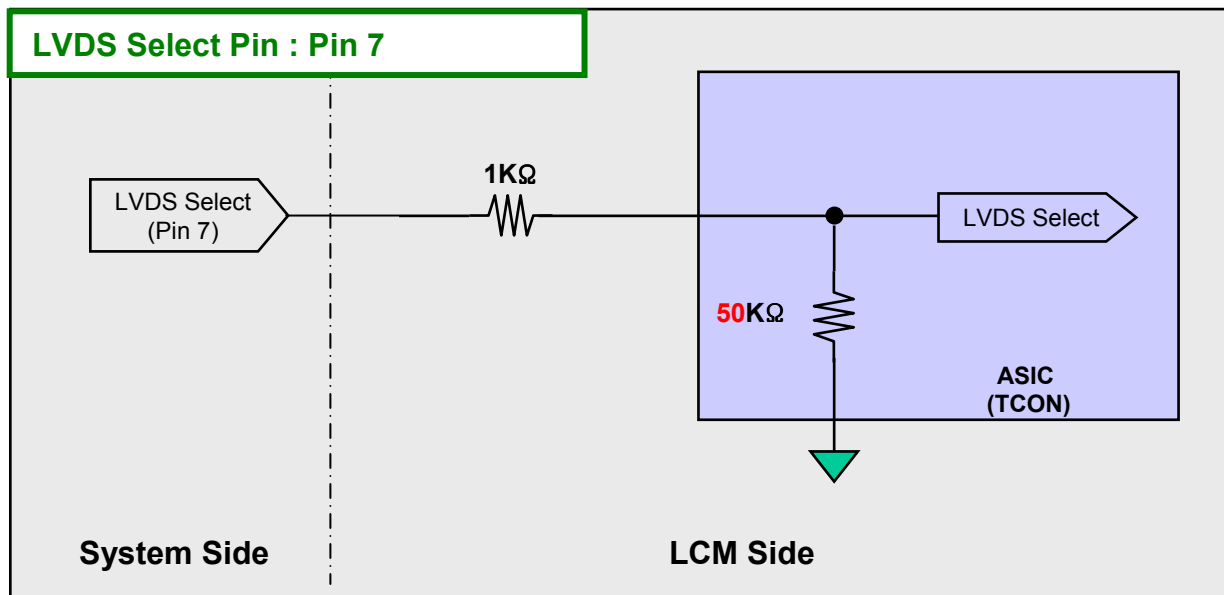 LVDS Select Pin : Pin 7
1KΩ
LVDS Select
(Pin 7)
LVDS Select
50KΩ
ASIC
(TCON)
System Side
LCM Side